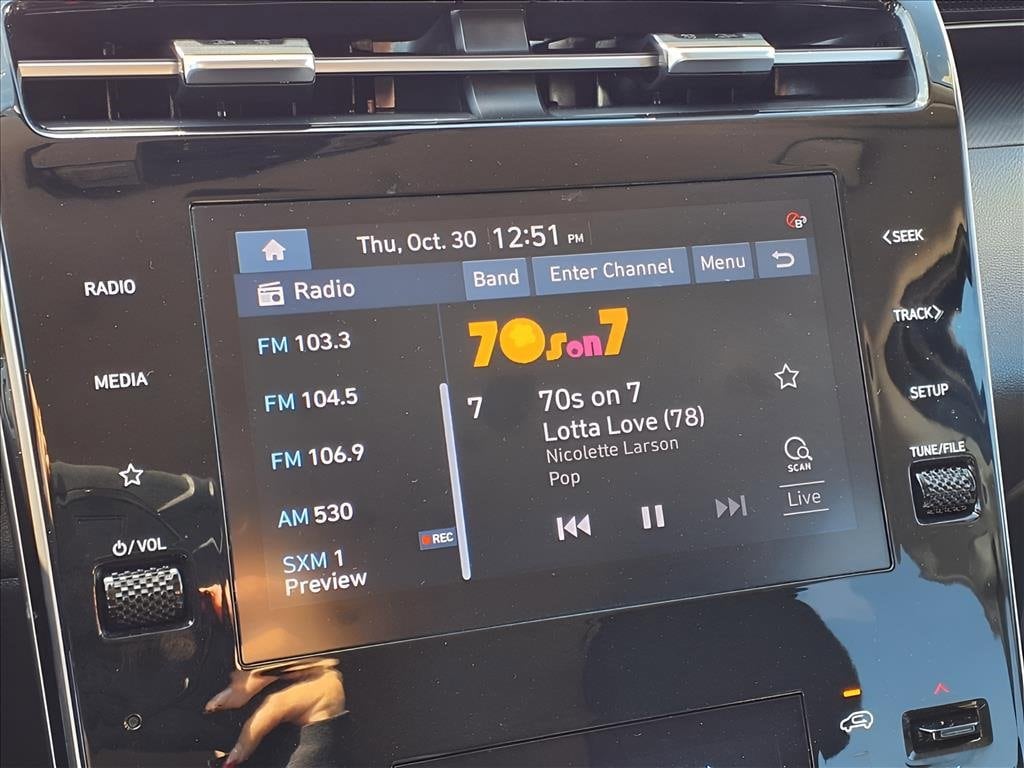 Thu, Oct. 30 12:51 PM
B
Radio Band Enter Channel Menu
70s on 7
FM 103.3
FM 104.5
FM 106.9
AM 530
SXM 1
Preview
REC
7
70s on 7
Lotta Love (78)
Nicolette Larson
Pop
SCAN
Live
RADIO
MEDIA
/ VOL
<SEEK
TRACK>
SETUP
TUNE/FILE